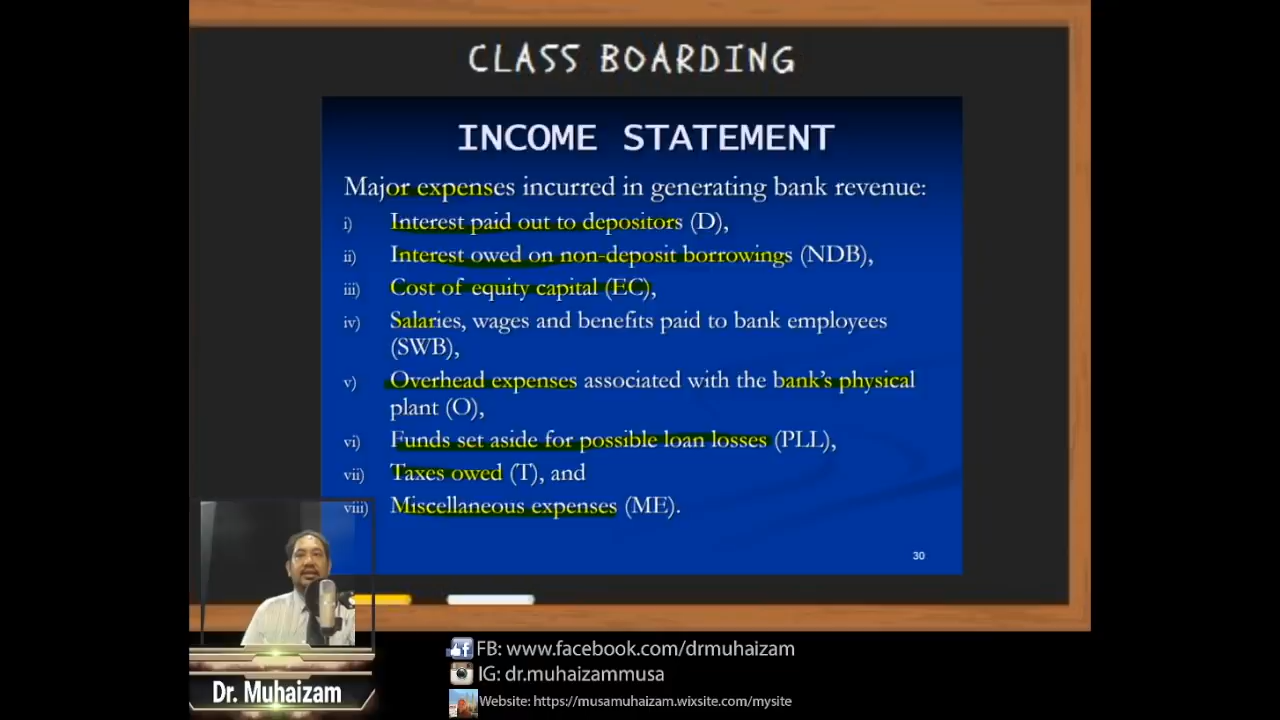 CLASS BOARDING
INCOME STATEMENT
Major expenses incurred in generating bank revenue:
i) Interest paid out to depositors (D),
ii) Interest owed on non-deposit borrowings (NDB),
iii) Cost of equity capital (EC),
iv) Salaries, wages and benefits paid to bank employees
(SWB),
v) Overhead expenses associated with the bank's physical
plant (O),
vi) Funds set aside for possible loan losses (PLL),
vii) Taxes owed (T), and
viii) Miscellaneous expenses (ME).
30
Dr. Muhaizam
FB: www.facebook.com/drmuhaizam
IG: dr.muhaizammusa
Website: https://musamuhaizam.wixsite.com/mysite